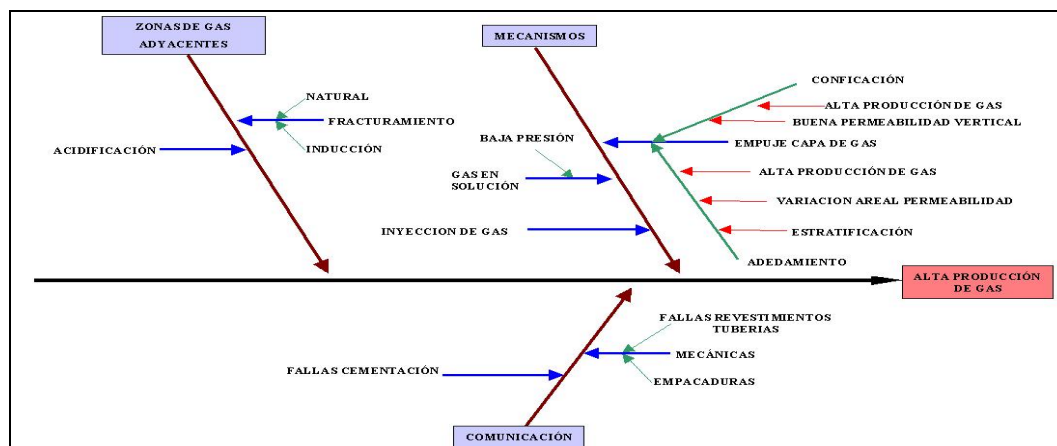 ZONAS DE GAS
ADYACENTES
MECANISMOS
CONFICACIÓN
NATURAL
ALTA PRODUCCIÓN DE GAS
FRACTURAMIENTO
BUENA PERMEABILIDAD VERTICAL
BAJA PRESIÓN
ACIDIFICACIÓN
INDUCCIÓN
EMPUJE CAPA DE GAS
GAS EN
SOLUCIÓN
ALTA PRODUCCIÓN DE GAS
VARIACION AREAL PERMEABILIDAD
INYECCION DE GAS
ESTRATIFICACIÓN
ADEDAMIENTO
ALTA PRODUCCIÓN
DE GAS
FALLAS REVESTIMIENTOS
TUBERIAS
MECÁNICAS
FALLAS CEMENTACIÓN
EMPACADURAS
COMUNICACIÓN